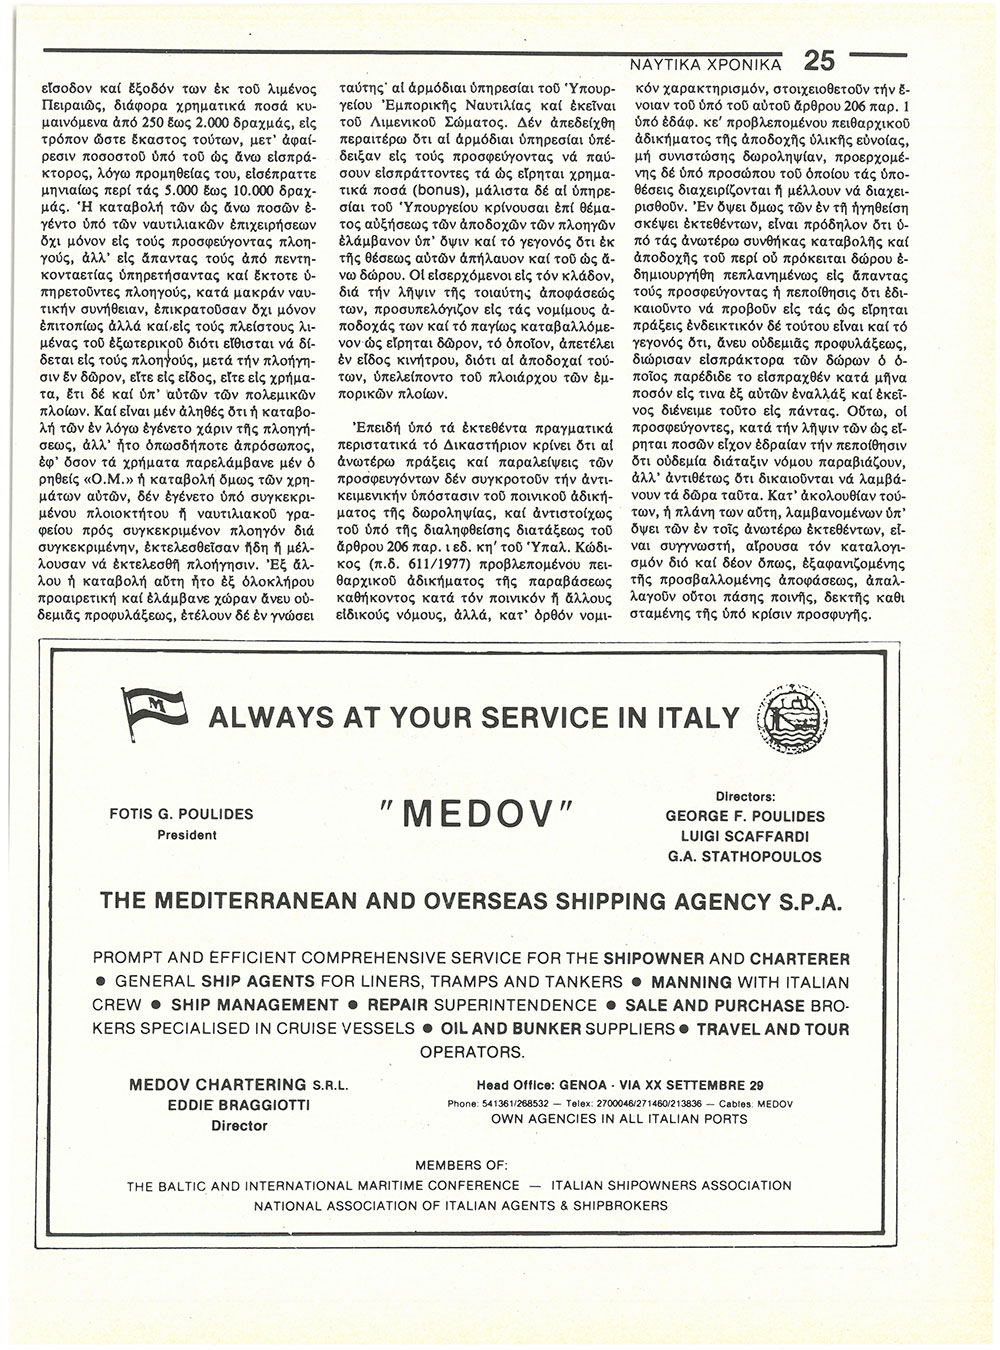 ΝΑΥΤΙΚΑ ΧΡΟΝΙΚΑ 25
εἴσοδον καί ἔξοδόν των ἐκ τοῦ λιμένος
Πειραιῶς, διάφορα χρηματικά ποσά κυ-
μαινόμενα ἀπό 250 ἕως 2.000 δραχμάς, εἰς
τρόπον ὥστε ἕκαστος τούτων, μετ' ἀφαί-
ρεσιν ποσοστοῦ ὑπό τοῦ ὡς ἄνω εἰσπρά-
κτορος, λόγω προμηθείας του, εἰσέπραττε
μηνιαίως περί τάς 5.000 ἕως 10.000 δραχ-
μάς. Ἡ καταβολή τῶν ὡς ἄνω ποσῶν ἐ-
γένετο ὑπό τῶν ναυτιλιακῶν ἐπιχειρήσεων
ὄχι μόνον εἰς τούς προσφεύγοντας πλοη-
γούς, ἀλλ' εἰς ἅπαντας τούς ἀπό πεντη-
κονταετίας ὑπηρετήσαντας καί ἔκτοτε ὑ-
πηρετοῦντες πλοηγούς, κατά μακράν ναυ-
τικήν συνήθειαν, ἐπικρατοῦσαν ὄχι μόνον
ἐπιτοπίως ἀλλά καί εἰς τούς πλείστους λι-
μένας τοῦ ἐξωτερικοῦ διότι εἴθισται νά δί-
δεται εἰς τούς πλοηγούς, μετά τήν πλοήγη-
σιν ἕν δῶρον, εἴτε εἰς εἶδος, εἴτε εἰς χρήμα-
τα, ἔτι δέ καί ὑπ' αὐτῶν τῶν πολεμικῶν
πλοίων. Καί εἶναι μέν ἀληθές ὅτι ἡ καταβο-
λή τῶν ἐν λόγω ἐγένετο χάριν τῆς πλοηγή-
σεως, ἀλλ' ἦτο ὁπωσδήποτε ἀπρόσωπος,
ἐφ' ὅσον τά χρήματα παρελάμβανε μέν ὁ
ρηθείς «Ο.Μ.» ἡ καταβολή ὅμως τῶν χρη-
μάτων αὐτῶν, δέν ἐγένετο ὑπό συγκεκρι-
μένου πλοιοκτήτου ἤ ναυτιλιακοῦ γρα-
φείου πρός συγκεκριμένον πλοηγόν διά
συγκεκριμένην, ἐκτελεσθεῖσαν ἤδη ἤ μέλ-
λουσαν νά ἐκτελεσθῆ πλοήγησιν. Ἐξ ἄλ-
λου ἡ καταβολή αὕτη ἦτο ἐξ ὁλοκλήρου
προαιρετική καί ἐλάμβανε χώραν ἄνευ οὐ-
δεμιᾶς προφυλάξεως, ἐτέλουν δέ ἐν γνώσει
ταύτης αἱ ἁρμόδιαι ὑπηρεσίαι τοῦ Ὑπουρ-
γείου Ἐμπορικῆς Ναυτιλίας καί ἐκεῖναι
τοῦ Λιμενικοῦ Σώματος. Δέν ἀπεδείχθη
περαιτέρω ὅτι αἱ ἁρμόδιαι ὑπηρεσίαι ὑπέ-
δειξαν εἰς τούς προσφεύγοντας νά παύ-
σουν εἰσπράττοντες τά ὡς εἴρηται χρημα-
τικά ποσά (bonus), μάλιστα δέ αἱ ὑπηρε-
σίαι τοῦ Ὑπουργείου κρίνουσαι ἐπί θέμα-
τος αὐξήσεως τῶν ἀποδοχῶν τῶν πλοηγῶν
ἐλάμβανον ὑπ' ὄψιν καί τό γεγονός ὅτι ἐκ
τῆς θέσεως αὐτῶν ἀπήλαυον καί τοῦ ὡς ἄ-
νω δώρου. Οἱ εἰσερχόμενοι εἰς τόν κλάδον,
διά τήν λῆψιν τῆς τοιαύτης ἀποφάσεώς
των, προσυπελόγιζον εἰς τάς νομίμους ἀ-
ποδοχάς των καί τό παγίως καταβαλλόμε-
νον ὡς εἴρηται δῶρον, τό ὁποῖον, ἀπετέλει
ἐν εἴδος κινήτρου, διότι αἱ ἀποδοχαί τού-
των, ὑπελείποντο τοῦ πλοιάρχου τῶν ἐμ-
πορικῶν πλοίων.
Ἐπειδή ὑπό τά ἐκτεθέντα πραγματικά
περιστατικά τό Δικαστήριον κρίνει ὅτι αἱ
ἀνωτέρω πράξεις καί παραλείψεις τῶν
προσφευγόντων δέν συγκροτοῦν τήν ἀντι-
κειμενικήν ὑπόστασιν τοῦ ποινικοῦ ἀδική-
ματος τῆς δωροληψίας, καί ἀντιστοίχως
τοῦ ὑπό τῆς διαληφθείσης διατάξεως τοῦ
ἄρθρου 206 παρ. ι εδ. κη' τοῦ Ὑπαλ. Κώδι-
κος (π.δ. 611/1977) προβλεπομένου πει-
θαρχικοῦ ἀδικήματος τῆς παραβάσεως
καθήκοντος κατά τόν ποινικόν ἤ ἄλλους
εἰδικούς νόμους, ἀλλά, κατ' ὀρθόν νομι-
κόν χαρακτηρισμόν, στοιχειοθετοῦν τήν ἔ-
νοιαν τοῦ ὑπό τοῦ αὐτοῦ ἄρθρου 206 παρ. 1
ὑπό ἐδάφ. κε' προβλεπομένου πειθαρχικοῦ
ἀδικήματος τῆς ἀποδοχῆς ὑλικῆς εὐνοίας,
μή συνιστώσης δωροληψίαν, προερχομέ-
νης δέ ὑπό προσώπου τοῦ ὁποίου τάς ὑπο-
θέσεις διαχειρίζονται ἤ μέλλουν νά διαχει-
ρισθοῦν. Ἐν ὄψει ὅμως τῶν ἐν τῆ ἡγηθείση
σκέψει ἐκτεθέντων, εἶναι πρόδηλον ὅτι ὑ-
πό τάς ἀνωτέρω συνθήκας καταβολῆς καί
ἀποδοχῆς τοῦ περί οὗ πρόκειται δώρου ἐ-
δημιουργήθη πεπλανημένως εἰς ἅπαντας
τούς προσφεύγοντας ἡ πεποίθησις ὅτι ἐδι-
καιοῦντο νά προβοῦν εἰς τάς ὡς εἴρηται
πράξεις ἐνδεικτικόν δέ τούτου εἶναι καί τό
γεγονός ὅτι, ἄνευ οὐδεμιᾶς προφυλάξεως,
διώρισαν εἰσπράκτορα τῶν δώρων ὁ ὁ-
ποῖος παρέδιδε το εἰσπραχθέν κατά μῆνα
ποσόν εἰς τινα ἐξ αὐτῶν ἐναλλάξ καί ἐκεῖ-
νος διένειμε τοῦτο εἰς πάντας. Οὕτω, οἱ
προσφεύγοντες, κατά τήν λῆψιν τῶν ὡς εἴ-
ρηται ποσῶν εἶχον ἑδραίαν τήν πεποίθησιν
ὅτι οὐδεμία διάταξιν νόμου παραβιάζουν,
ἀλλ' ἀντιθέτως ὅτι δικαιοῦνται νά λαμβά-
νουν τά δῶρα ταῦτα. Κατ' ἀκολουθίαν τού-
των, ἡ πλάνη των αὕτη, λαμβανομένων ὑπ'
ὄψει τῶν ἐν τοῖς ἀνωτέρω ἐκτεθέντων, εἶ-
ναι συγγνωστή, αἴρουσα τόν καταλογι-
σμόν διό καί δέον ὅπως, ἐξαφανιζομένης
τῆς προσβαλλομένης ἀποφάσεως, ἀπαλ-
λαγοῦν οὗτοι πάσης ποινῆς, δεκτῆς καθι
σταμένης τῆς ὑπό κρίσιν προσφυγῆς.
M
ALWAYS AT YOUR SERVICE IN ITALY
FOTIS G. POULIDES
President
"MEDOV"
Directors:
GEORGE F. POULIDES
LUIGI SCAFFARDI
G.A. STATHOPOULOS
THE MEDITERRANEAN AND OVERSEAS SHIPPING AGENCY S.P.A.
PROMPT AND EFFICIENT COMPREHENSIVE SERVICE FOR THE SHIPOWNER AND CHARTERER
● GENERAL SHIP AGENTS FOR LINERS, TRAMPS AND TANKERS ● MANNING WITH ITALIAN
CREW ● SHIP MANAGEMENT ● REPAIR SUPERINTENDENCE ● SALE AND PURCHASE BRO-
KERS SPECIALISED IN CRUISE VESSELS ● OIL AND BUNKER SUPPLIERS ● TRAVEL AND TOUR
OPERATORS.
MEDOV CHARTERING S.R.L.
EDDIE BRAGGIOTTI
Director
Head Office: GENOA · VIA XX SETTEMBRE 29
Phone: 541361/268532 — Telex: 2700046/271460/213836 — Cables: MEDOV
OWN AGENCIES IN ALL ITALIAN PORTS
MEMBERS OF:
THE BALTIC AND INTERNATIONAL MARITIME CONFERENCE — ITALIAN SHIPOWNERS ASSOCIATION
NATIONAL ASSOCIATION OF ITALIAN AGENTS & SHIPBROKERS